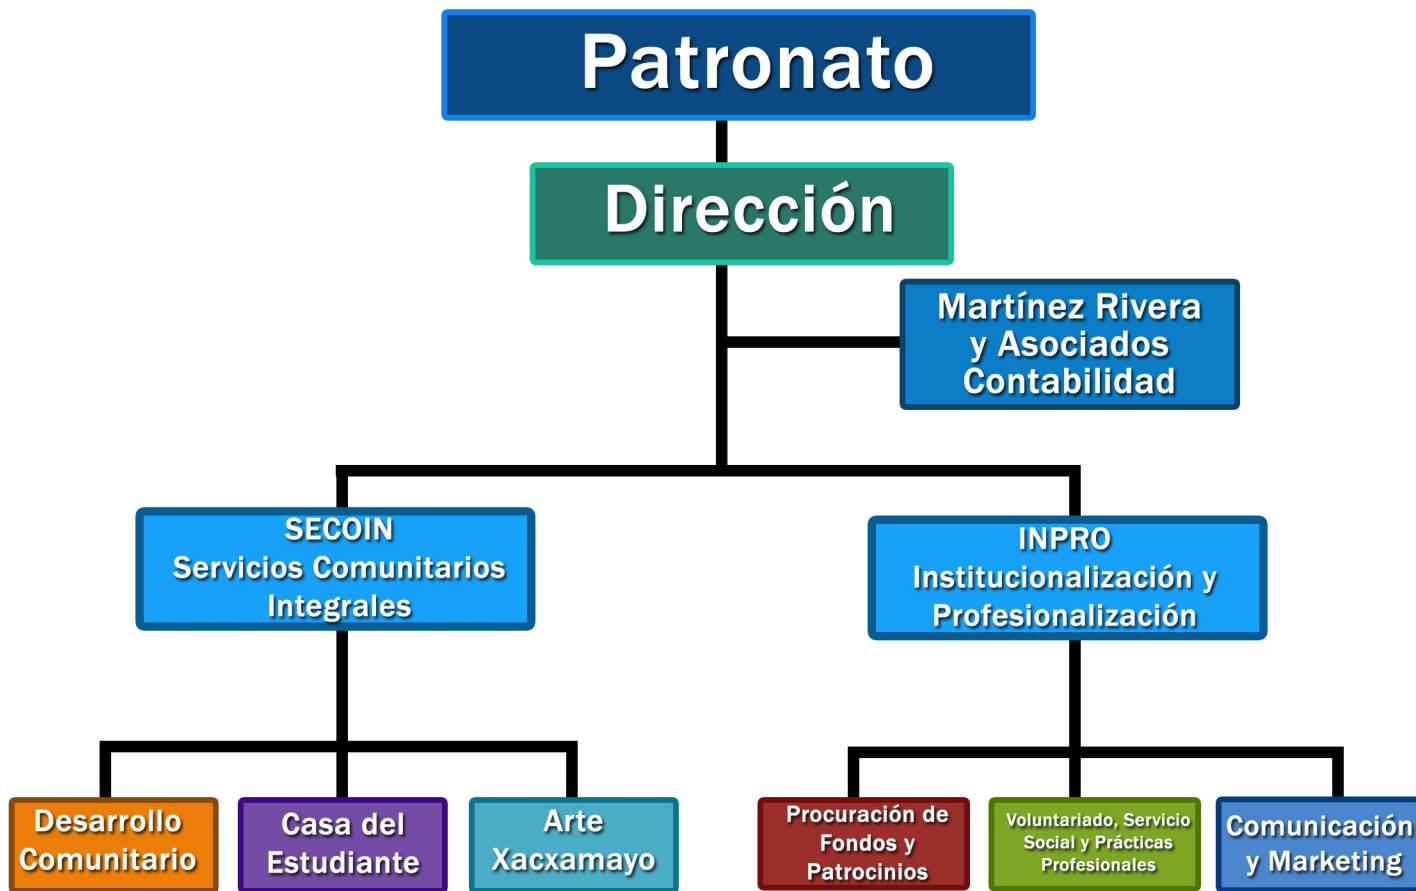 Patronato
Dirección
Martínez Rivera
y Asociados
Contabilidad
SECOIN
Servicios Comunitarios
Integrales
INPRO
Institucionalización y
Profesionalización
Desarrollo
Comunitario
Casa del
Estudiante
Arte
Xacxamayo
Procuración de
Fondos y
Patrocinios
Voluntariado, Servicio
Social y Prácticas
Profesionales
Comunicación
y Marketing